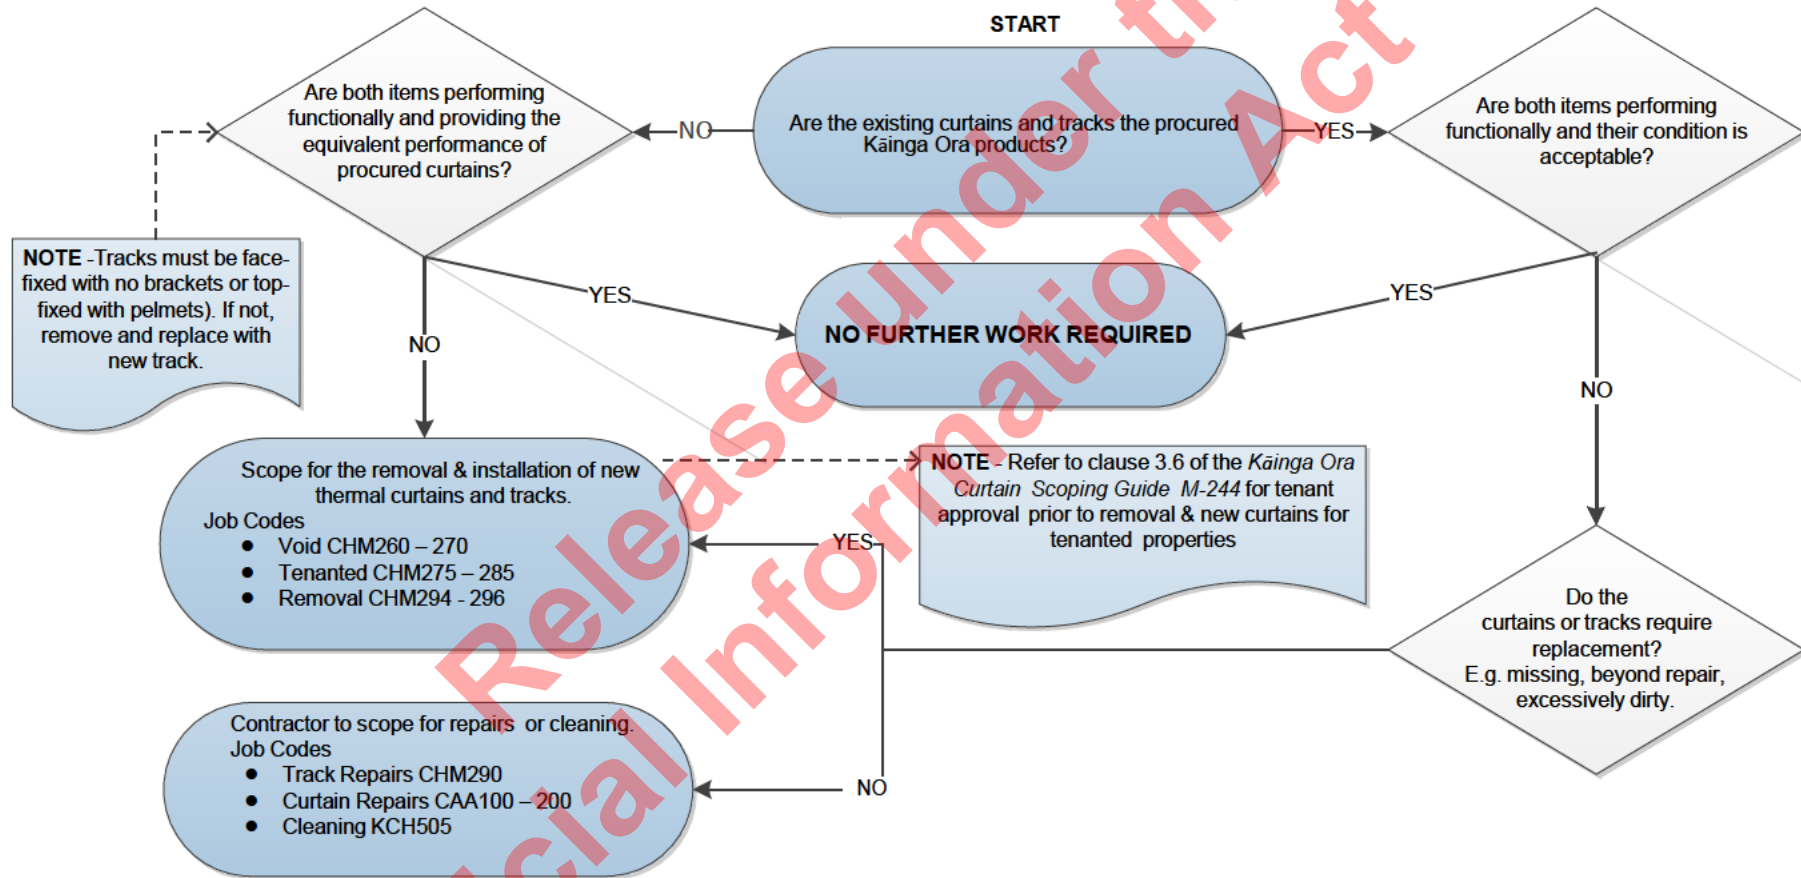 START
Are the existing curtains and tracks the procured
Kāinga Ora products?
NO
YES
Are both items performing
functionally and providing the
equivalent performance of
procured curtains?
Are both items performing
functionally and their condition is
acceptable?
NOTE -Tracks must be face-
fixed with no brackets or top-
fixed with pelmets). If not,
remove and replace with
new track.
YES
YES
NO FURTHER WORK REQUIRED
NO
NO
Scope for the removal & installation of new
thermal curtains and tracks.
Job Codes
● Void CHM260 – 270
● Tenanted CHM275 – 285
● Removal CHM294 - 296
NOTE - Refer to clause 3.6 of the Kāinga Ora
Curtain Scoping Guide M-244 for tenant
approval prior to removal & new curtains for
tenanted properties
YES
Do the
curtains or tracks require
replacement?
E.g. missing, beyond repair,
excessively dirty.
Contractor to scope for repairs or cleaning.
Job Codes
● Track Repairs CHM290
● Curtain Repairs CAA100 – 200
● Cleaning KCH505
NO
Release under
Information Act